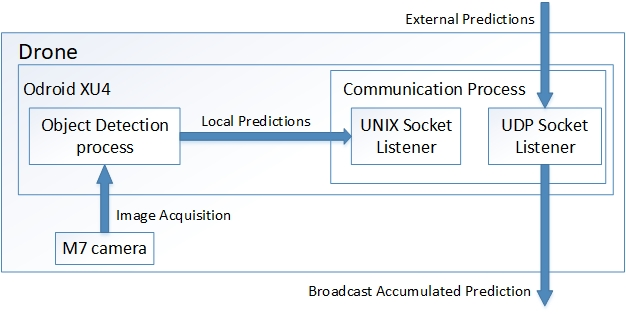 External Predictions
Drone
Odroid XU4
Communication Process
Object Detection
process
Local Predictions
UNIX Socket
Listener
UDP Socket
Listener
Image Acquisition
M7 camera
Broadcast Accumulated Prediction